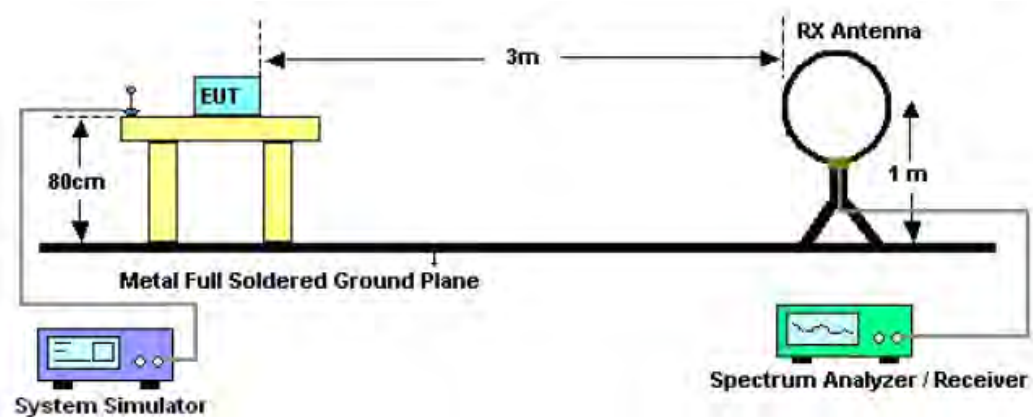 RX Antenna
3m
EUT
80cm
1 m
Metal Full Soldered Ground Plane
Spectrum Analyzer / Receiver
System Simulator